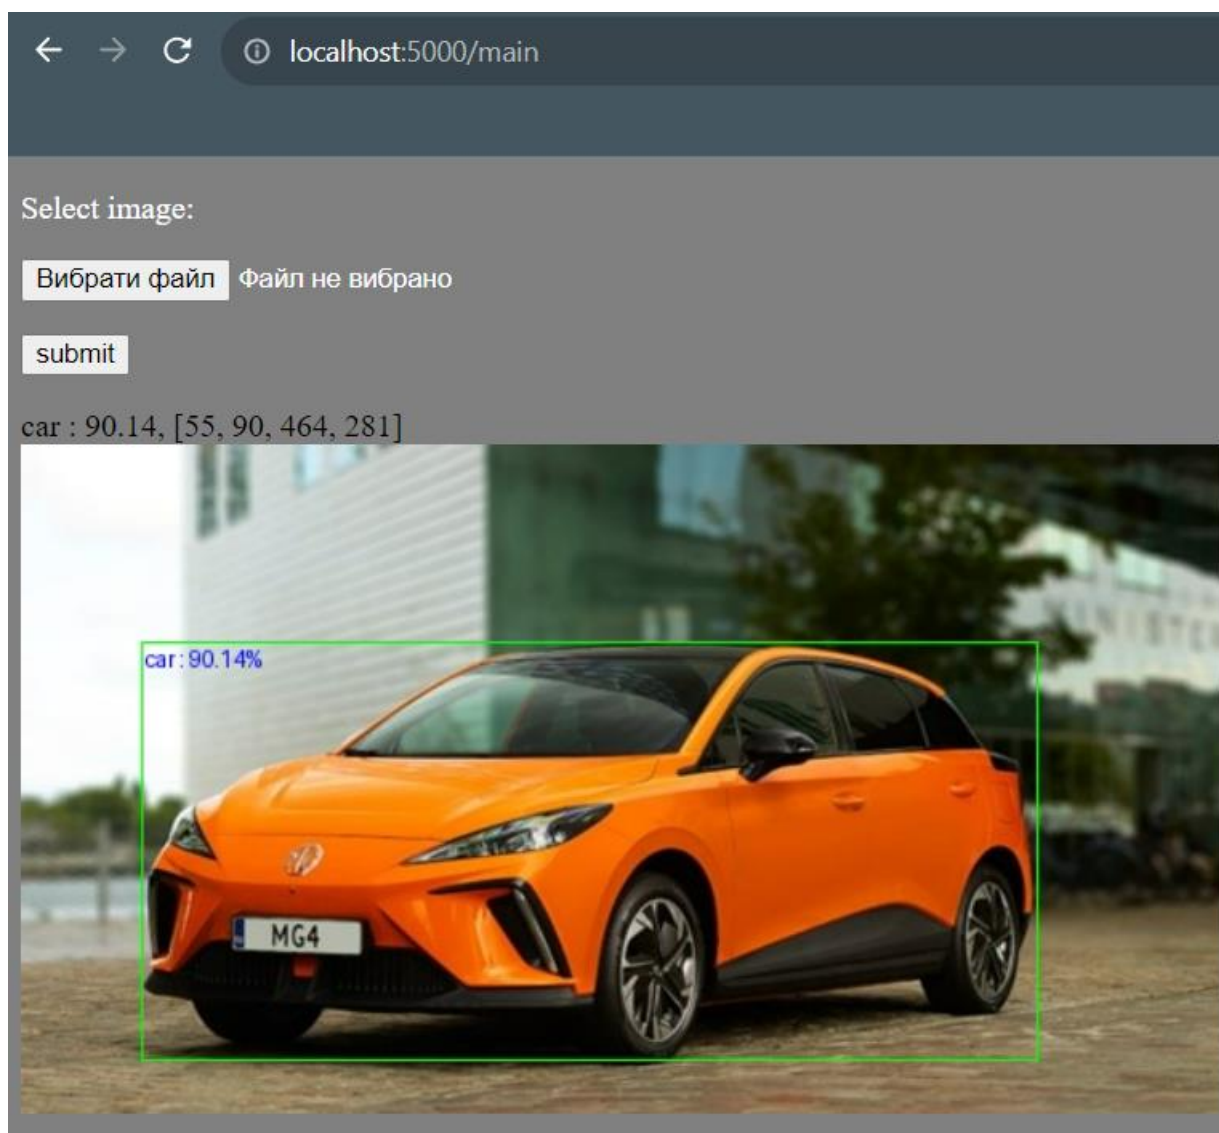 localhost:5000/main
Select image:
Вибрати файл Файл не вибрано
submit
car : 90.14, [55, 90, 464, 281]
car: 90.14%
MG4